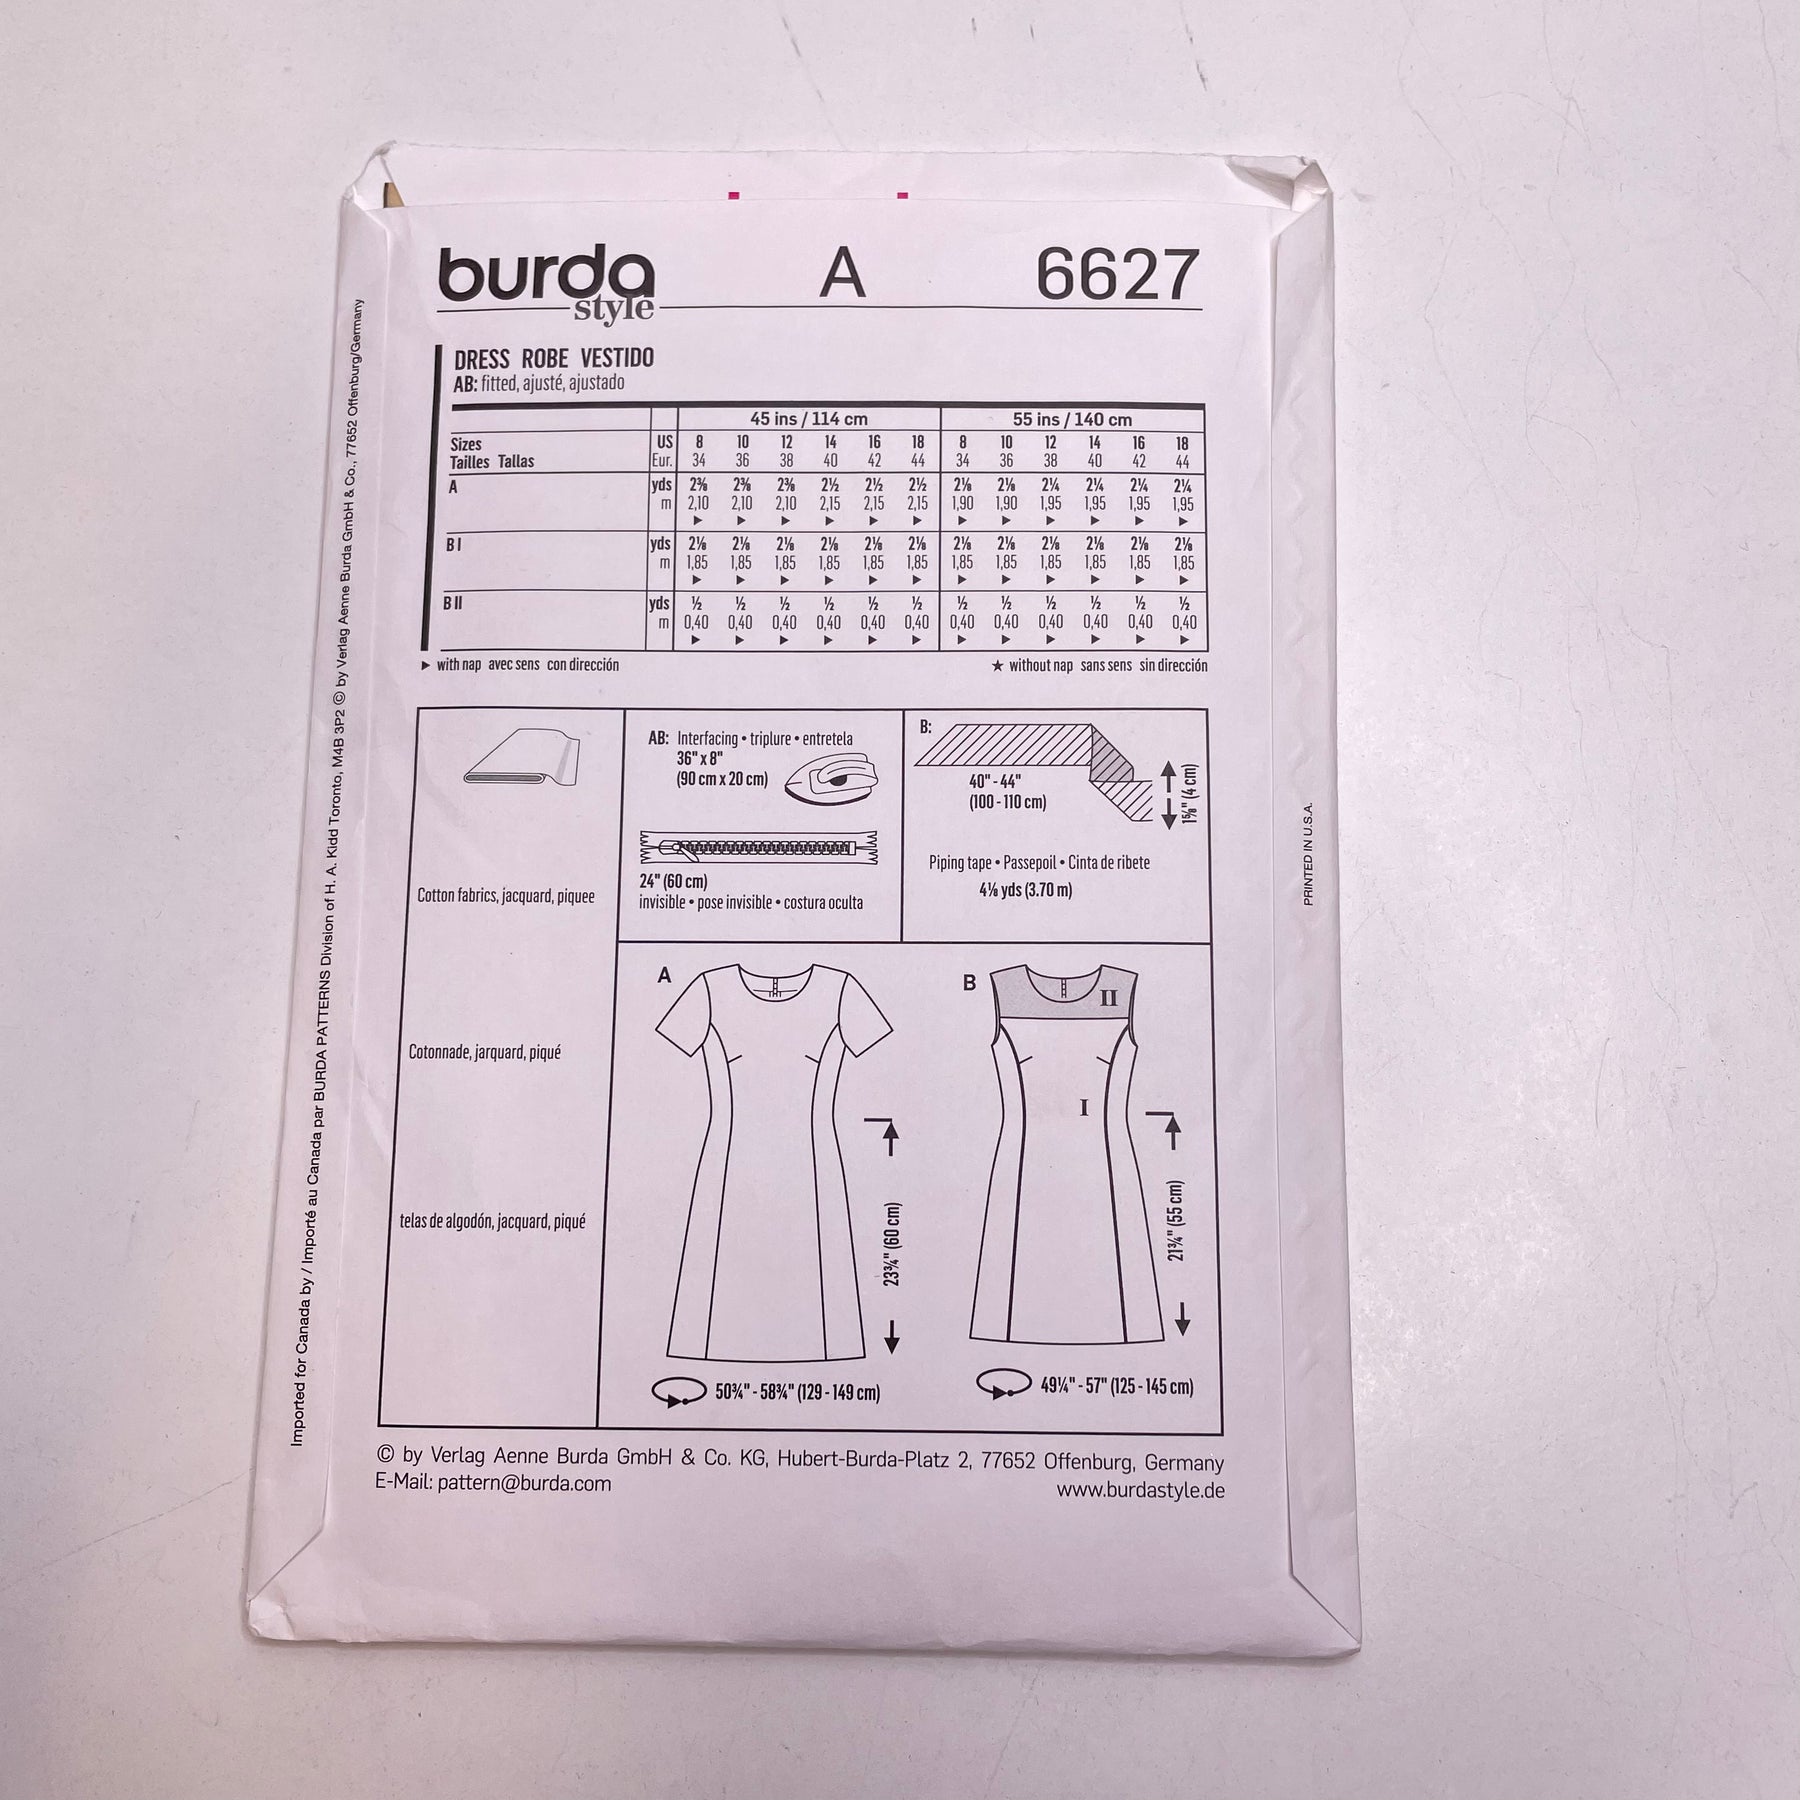 burda A 6627
style
DRESS ROBE VESTIDO
AB: fitted, ajusté, ajustado
45 ins / 114 cm 55 ins / 140 cm
Sizes US 8 10 12 14 16 18 8 10 12 14 16 18
Tailles Tallas Eur. 34 36 38 40 42 44 34 36 38 40 42 44
A yds 2⅜ 2⅜ 2⅜ 2½ 2½ 2½ 2⅛ 2⅛ 2¼ 2¼ 2¼ 2¼
m 2,10 2,10 2,10 2,15 2,15 2,15 1,90 1,90 1,95 1,95 1,95 1,95
▶ ▶ ▶ ▶ ▶ ▶ ▶ ▶ ▶ ▶ ▶ ▶
B I yds 2⅛ 2⅛ 2⅛ 2⅛ 2⅛ 2⅛ 2⅛ 2⅛ 2⅛ 2⅛ 2⅛ 2⅛
m 1,85 1,85 1,85 1,85 1,85 1,85 1,85 1,85 1,85 1,85 1,85 1,85
▶ ▶ ▶ ▶ ▶ ▶ ▶ ▶ ▶ ▶ ▶ ▶
B II yds ½ ½ ½ ½ ½ ½ ½ ½ ½ ½ ½ ½
m 0,40 0,40 0,40 0,40 0,40 0,40 0,40 0,40 0,40 0,40 0,40 0,40
▶ ▶ ▶ ▶ ▶ ▶ ▶ ▶ ▶ ▶ ▶ ▶
▶ with nap avec sens con dirección ★ without nap sans sens sin dirección
Cotton fabrics, jacquard, piquee
Cotonnade, jarquard, piqué
telas de algodón, jacquard, piqué
AB: Interfacing • triplure • entretela
36" x 8"
(90 cm x 20 cm)
24" (60 cm)
invisible • pose invisible • costura oculta
B:
40" - 44"
(100 - 110 cm)
1⅝" (4 cm)
Piping tape • Passepoil • Cinta de ribete
4⅛ yds (3.70 m)
A
23¾" (60 cm)
50¾" - 58¾" (129 - 149 cm)
B
II
I
21¾" (55 cm)
49¼" - 57" (125 - 145 cm)
© by Verlag Aenne Burda GmbH & Co. KG, Hubert-Burda-Platz 2, 77652 Offenburg, Germany
E-Mail: pattern@burda.com www.burdastyle.de
Imported for Canada by / Importé au Canada par BURDA PATTERNS Division of H. A. Kidd Toronto, M4B 3P2 © by Verlag Aenne Burda GmbH & Co., 77652 Offenburg/Germany
PRINTED IN U.S.A.